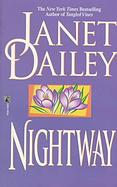 JANET
DAILEY
The New York Times Bestselling
Author of Tangled Vines
NIGHTWAY